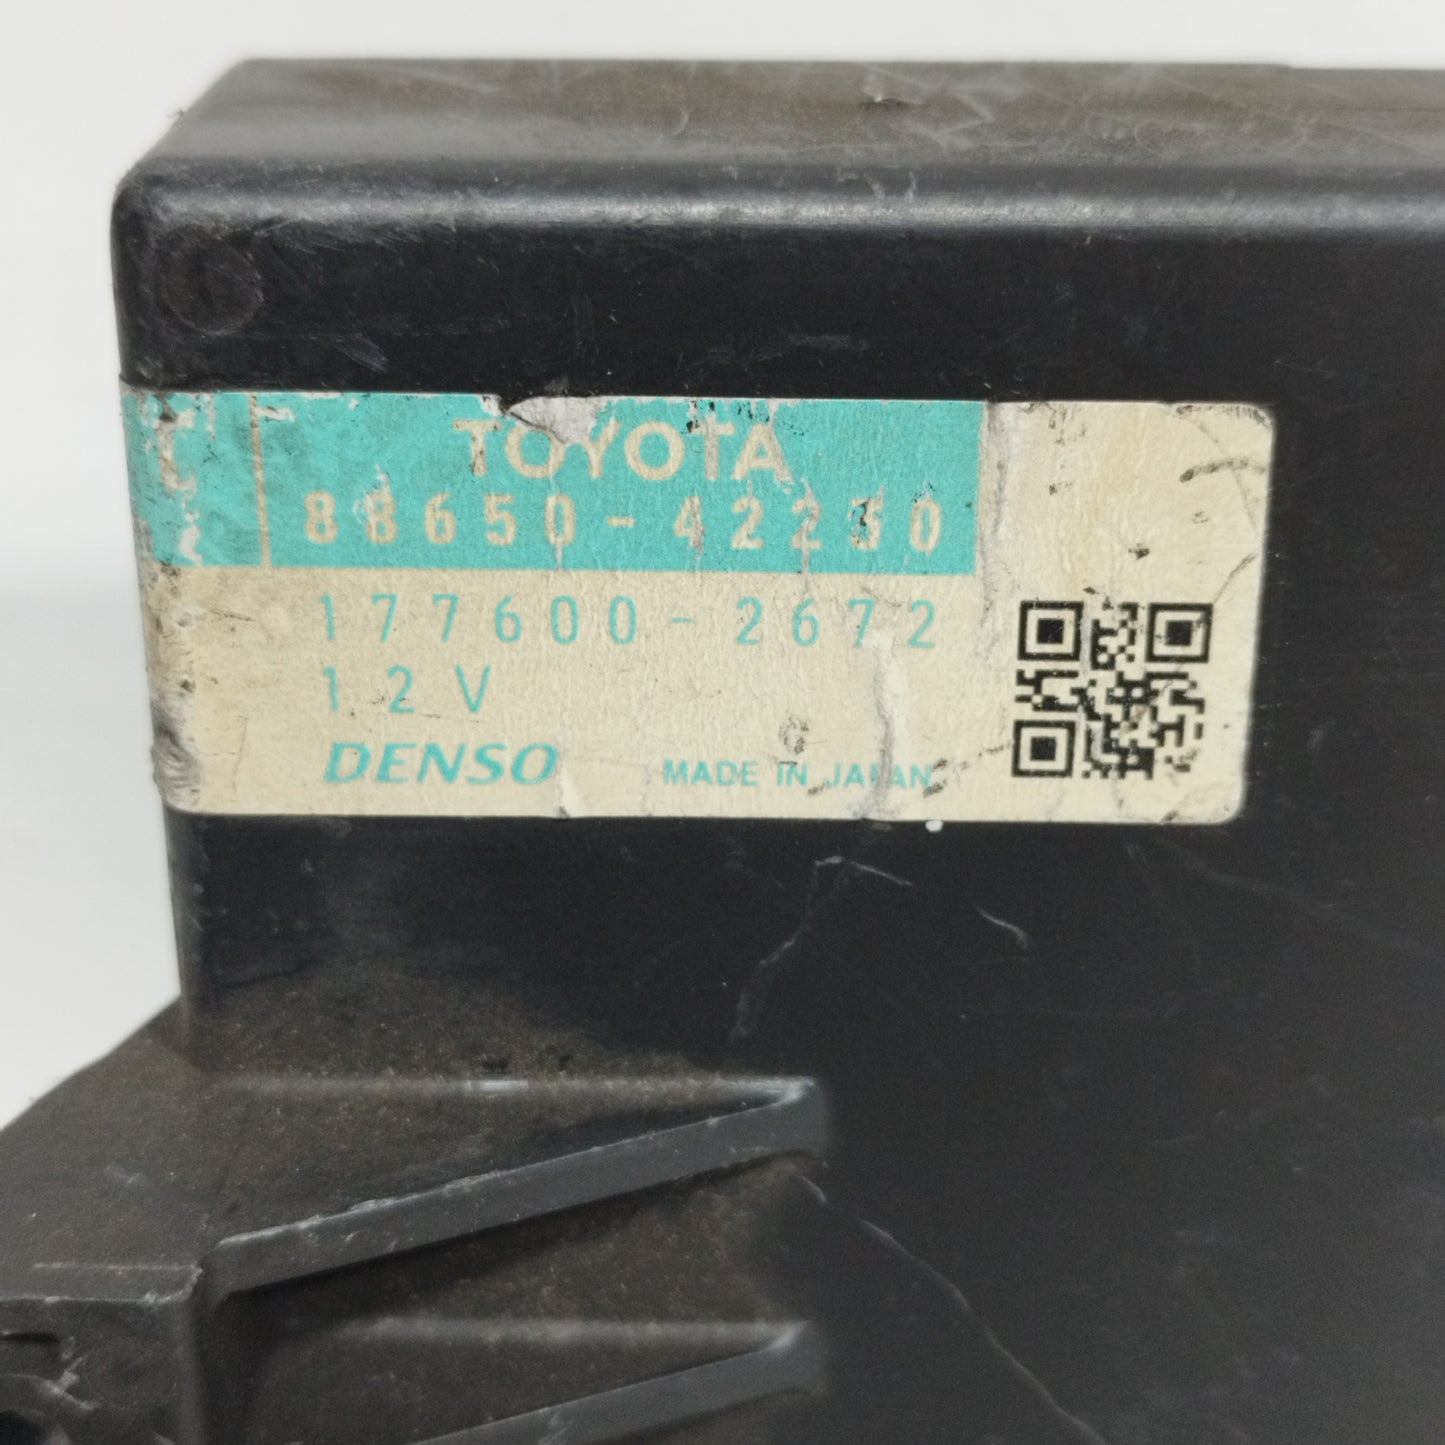 TOYOTA
88650-42230
177600-2672
12V
G
DENSO MADE IN JAPAN